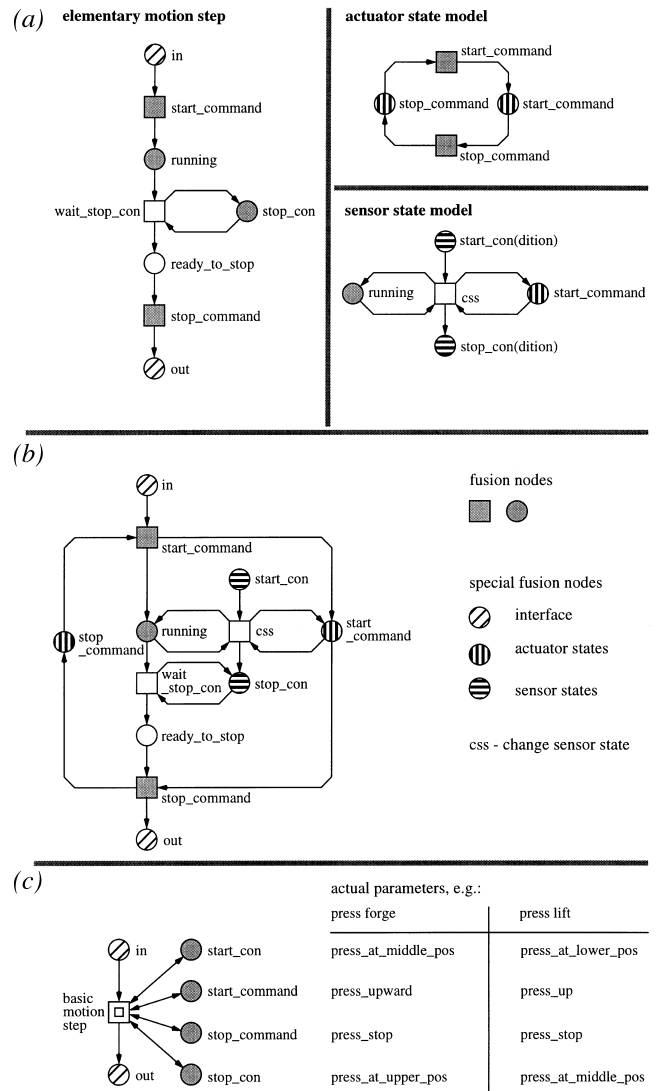 (a)
elementary motion step
in
start_command
running
wait_stop_con
stop_con
ready_to_stop
stop_command
out
actuator state model
start_command
stop_command
start_command
stop_command
sensor state model
start_con(dition)
running
css
start_command
stop_con(dition)
(b)
in
start_command
start_con
stop
_command
running
css
start
_command
wait
_stop_con
stop_con
ready_to_stop
stop_command
out
fusion nodes
special fusion nodes
interface
actuator states
sensor states
css - change sensor state
(c)
in
basic
motion
step
out
start_con
start_command
stop_command
stop_con
actual parameters, e.g.:
press forge press lift
press_at_middle_pos press_at_lower_pos
press_upward press_up
press_stop press_stop
press_at_upper_pos press_at_middle_pos